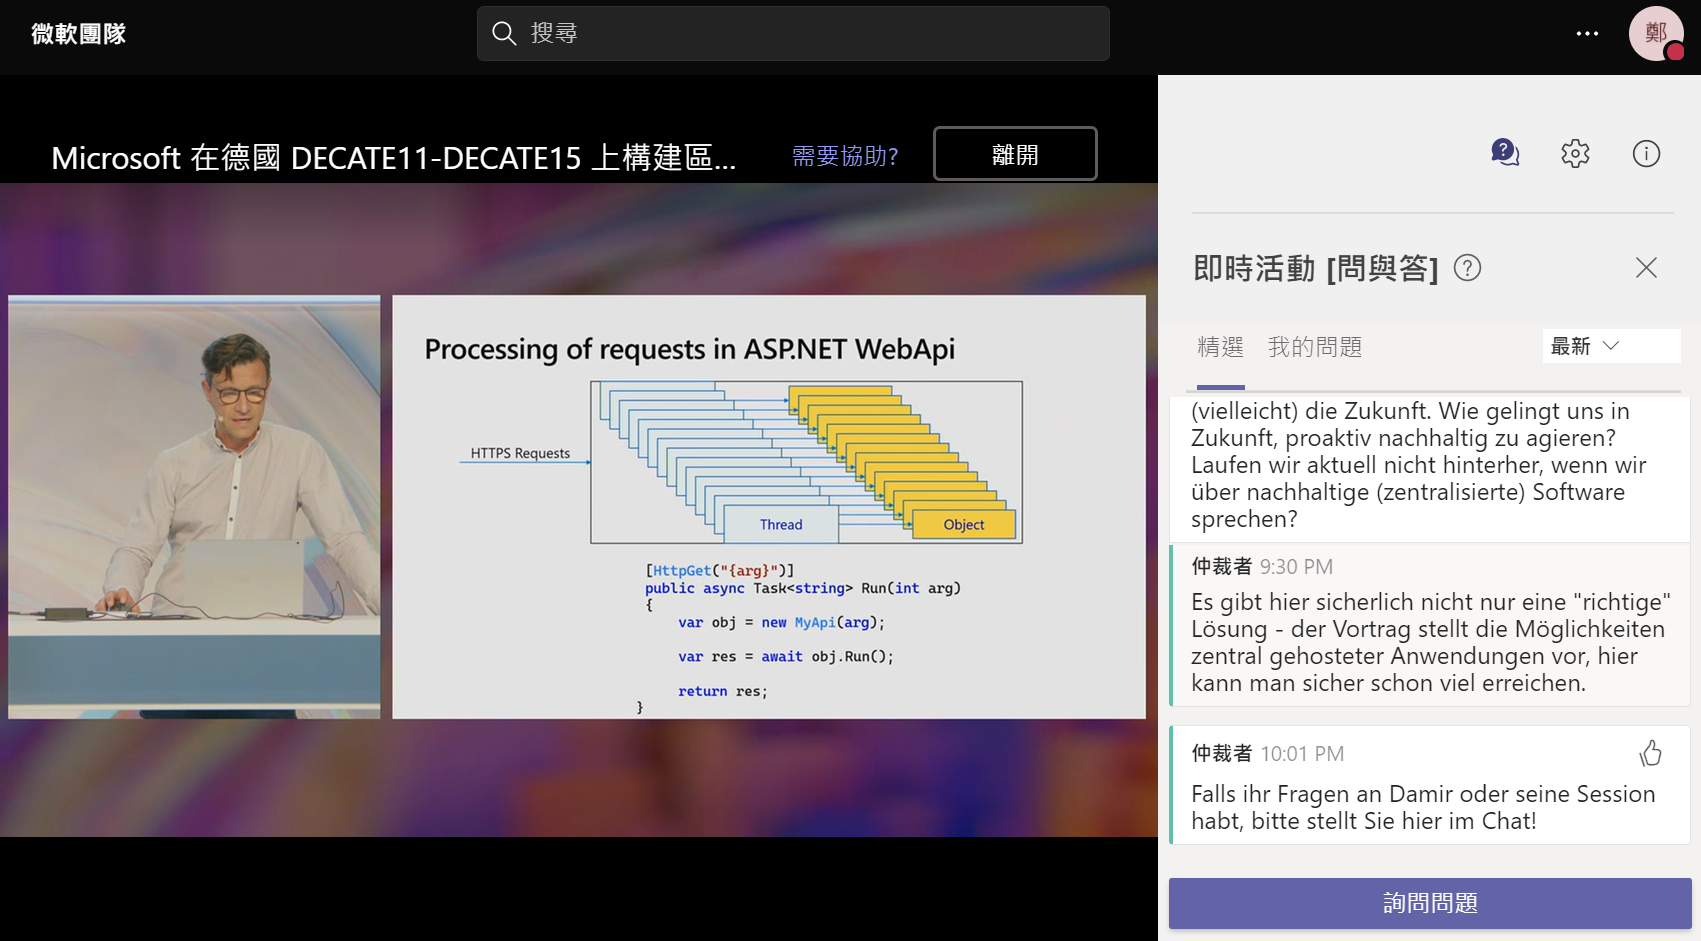 微軟團隊
搜尋
鄭
Microsoft 在德國 DECATE11-DECATE15 上構建區...
需要協助?
離開
Processing of requests in ASP.NET WebApi
HTTPS Requests
Thread
Object
[HttpGet("{arg}")]
public async Task<string> Run(int arg)
{
var obj = new MyApi(arg);
var res = await obj.Run();
return res;
}
即時活動 [問與答]
精選
我的問題
最新
(vielleicht) die Zukunft. Wie gelingt uns in
Zukunft, proaktiv nachhaltig zu agieren?
Laufen wir aktuell nicht hinterher, wenn wir
über nachhaltige (zentralisierte) Software
sprechen?
仲裁者 9:30 PM
Es gibt hier sicherlich nicht nur eine "richtige"
Lösung - der Vortrag stellt die Möglichkeiten
zentral gehosteter Anwendungen vor, hier
kann man sicher schon viel erreichen.
仲裁者 10:01 PM
Falls ihr Fragen an Damir oder seine Session
habt, bitte stellt Sie hier im Chat!
詢問問題